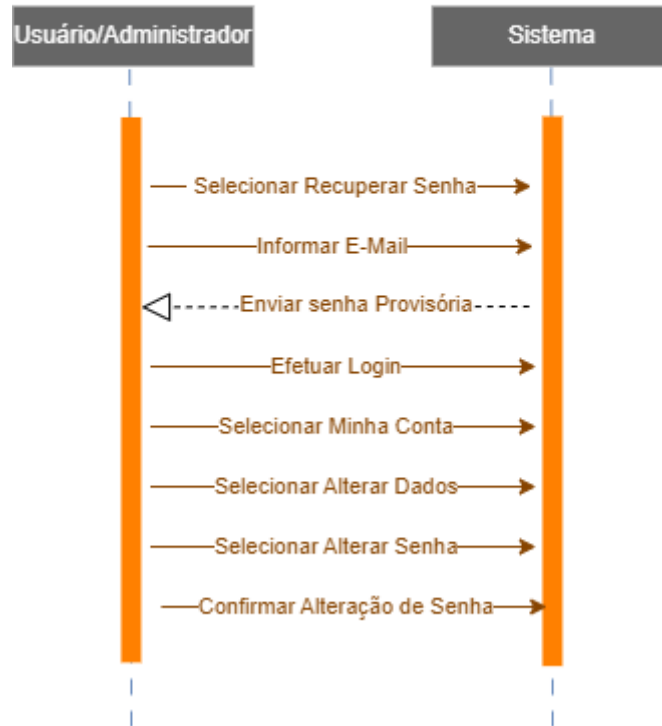 Usuário/Administrador
Sistema
Selecionar Recuperar Senha
Informar E-Mail
Enviar senha Provisória
Efetuar Login
Selecionar Minha Conta
Selecionar Alterar Dados
Selecionar Alterar Senha
Confirmar Alteração de Senha